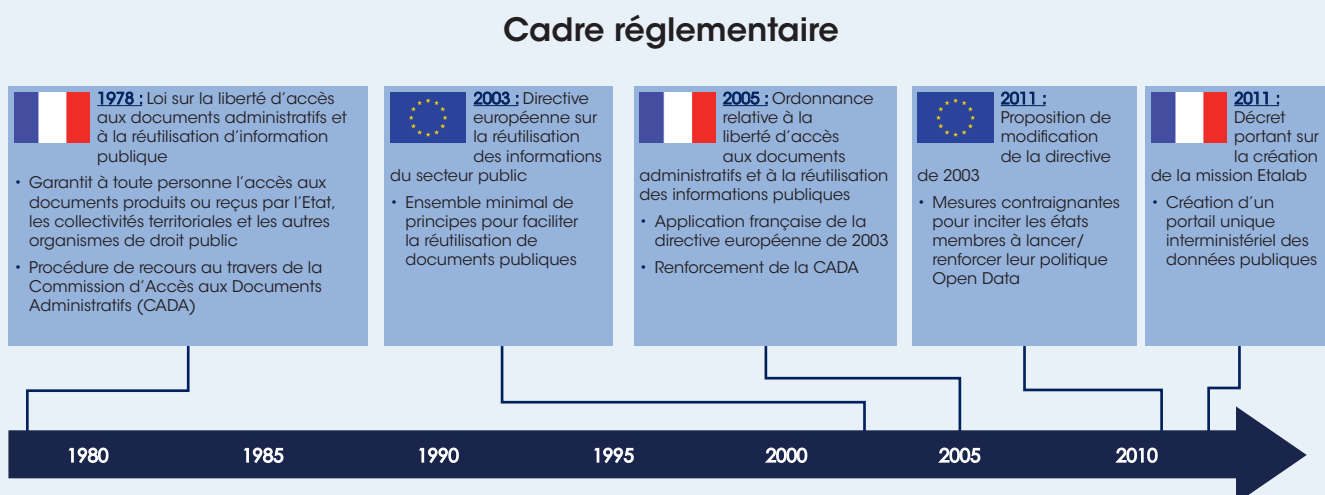 Cadre réglementaire
1978 : Loi sur la liberté d'accès
aux documents administratifs et
à la réutilisation d'information
publique
• Garantit à toute personne l'accès aux
documents produits ou reçus par l'Etat,
les collectivités territoriales et les autres
organismes de droit public
• Procédure de recours au travers de la
Commission d'Accès aux Documents
Administratifs (CADA)
2003 : Directive
européenne sur
la réutilisation
des informations
du secteur public
• Ensemble minimal de
principes pour faciliter
la réutilisation de
documents publiques
2005 : Ordonnance
relative à la
liberté d'accès
aux documents
administratifs et à la réutilisation
des informations publiques
• Application française de la
directive européenne de 2003
• Renforcement de la CADA
2011 :
Proposition de
modification
de la directive
de 2003
• Mesures contraignantes
pour inciter les états
membres à lancer/
renforcer leur politique
Open Data
2011 :
Décret
portant sur
la création
de la mission Etalab
• Création d'un
portail unique
interministériel des
données publiques
1980 1985 1990 1995 2000 2005 2010